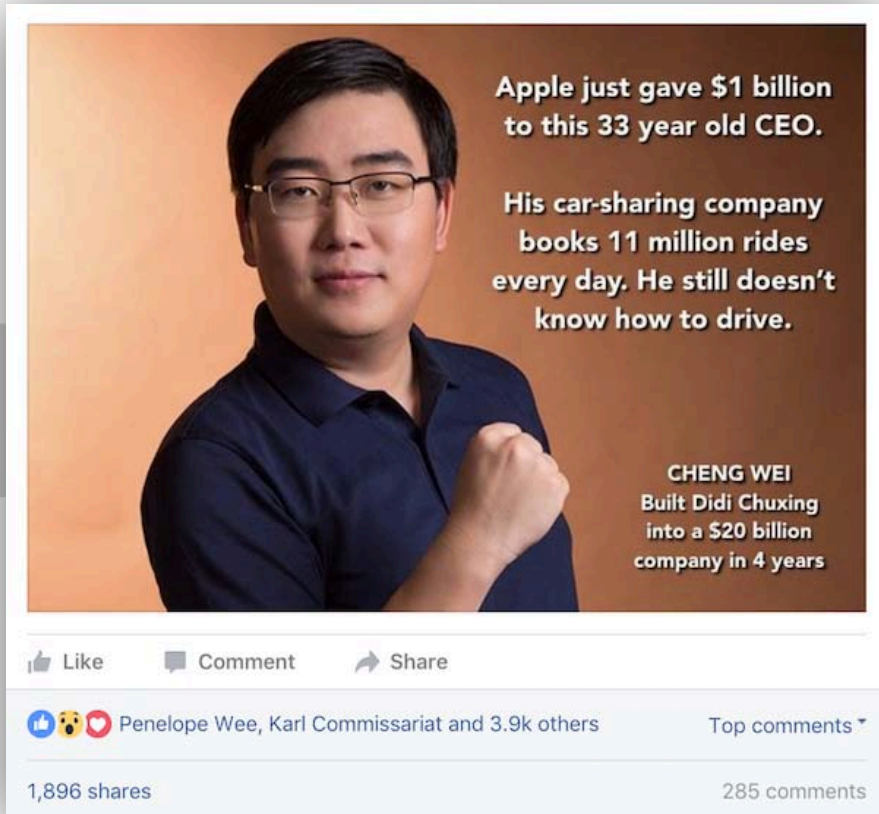 Apple just gave $1 billion
to this 33 year old CEO.
His car-sharing company
books 11 million rides
every day. He still doesn’t
know how to drive.
CHENG WEI
Built Didi Chuxing
into a $20 billion
company in 4 years
Like Comment Share
Penelope Wee, Karl Commissariat and 3.9k others Top comments
1,896 shares 285 comments